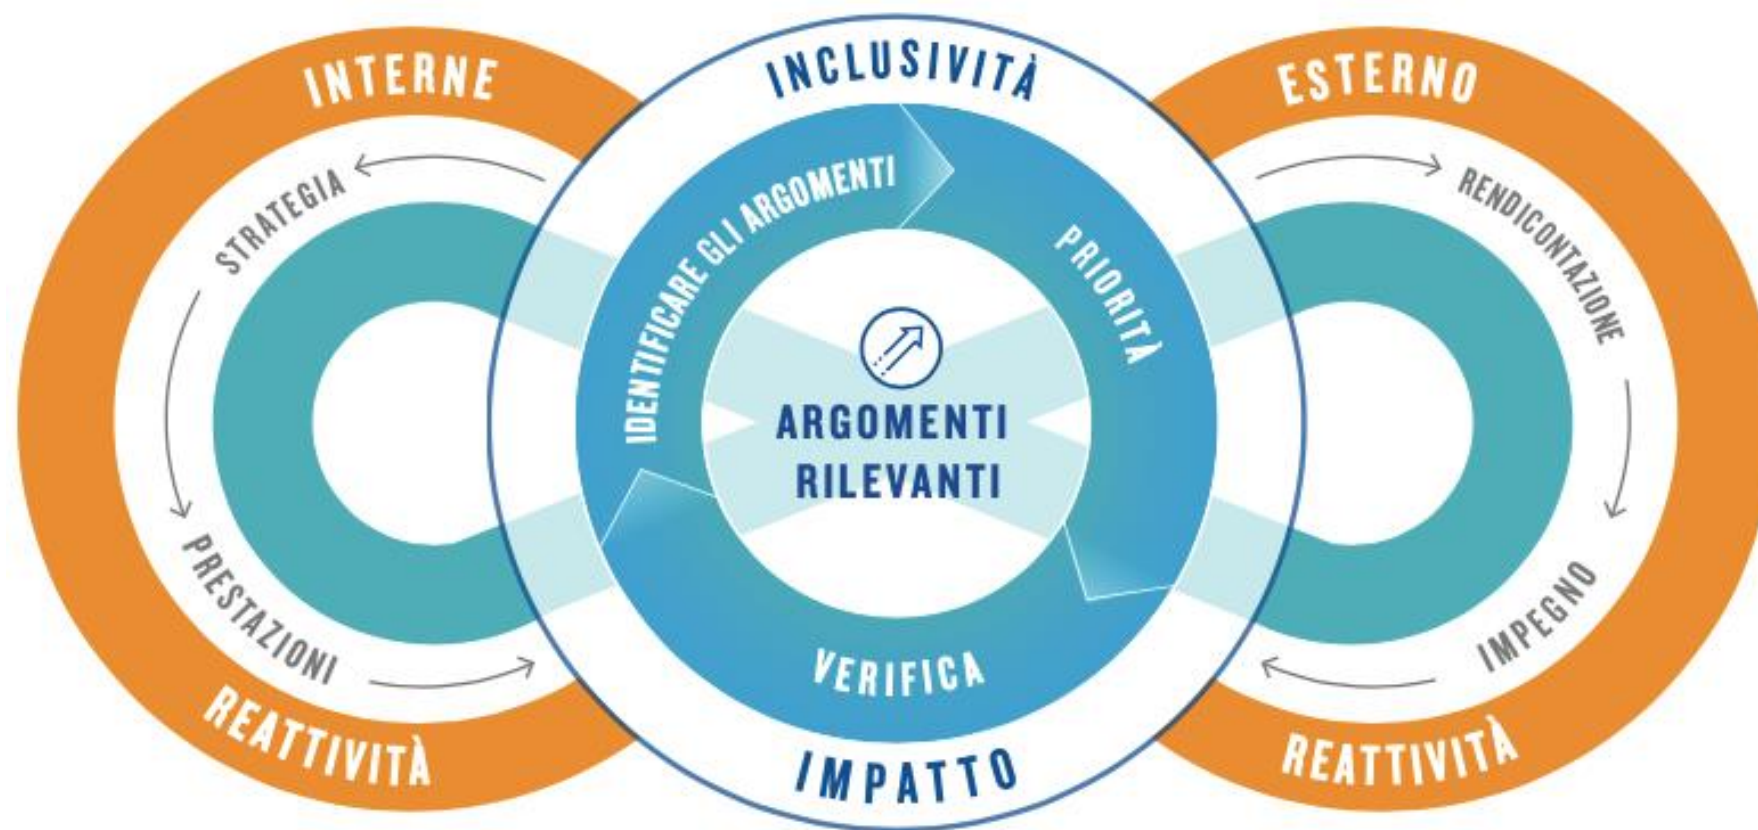 INTERNE
STRATEGIA
PRESTAZIONI
REATTIVITÀ
INCLUSIVITÀ
IDENTIFICARE GLI ARGOMENTI
PRIORITÀ
VERIFICA
ARGOMENTI
RILEVANTI
IMPATTO
ESTERNO
RENDICONTAZIONE
IMPEGNO
REATTIVITÀ